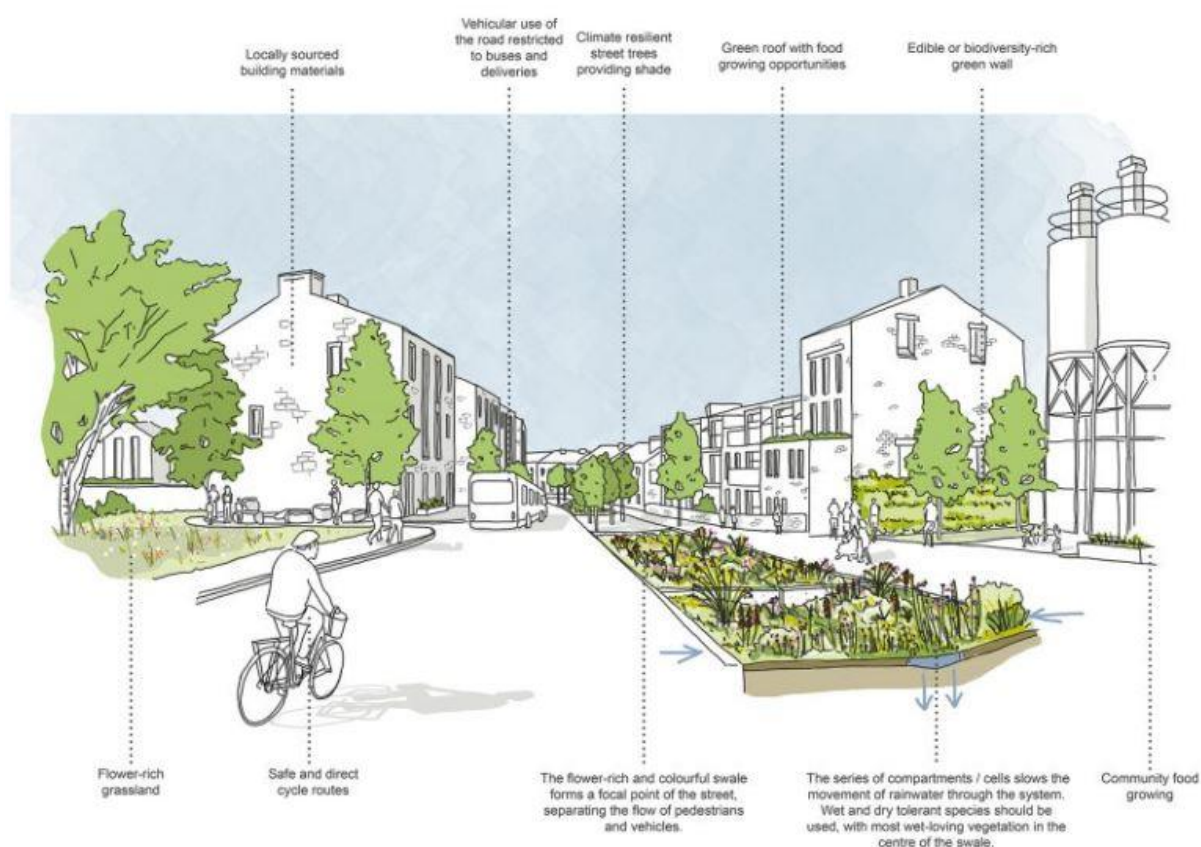 Locally sourced
building materials
Vehicular use of
the road restricted
to buses and
deliveries
Climate resilient
street trees
providing shade
Green roof with food
growing opportunities
Edible or biodiversity-rich
green wall
Flower-rich
grassland
Safe and direct
cycle routes
The flower-rich and colourful swale
forms a focal point of the street,
separating the flow of pedestrians
and vehicles.
The series of compartments / cells slows the
movement of rainwater through the system.
Wet and dry tolerant species should be
used, with most wet-loving vegetation in the
centre of the swale.
Community food
growing